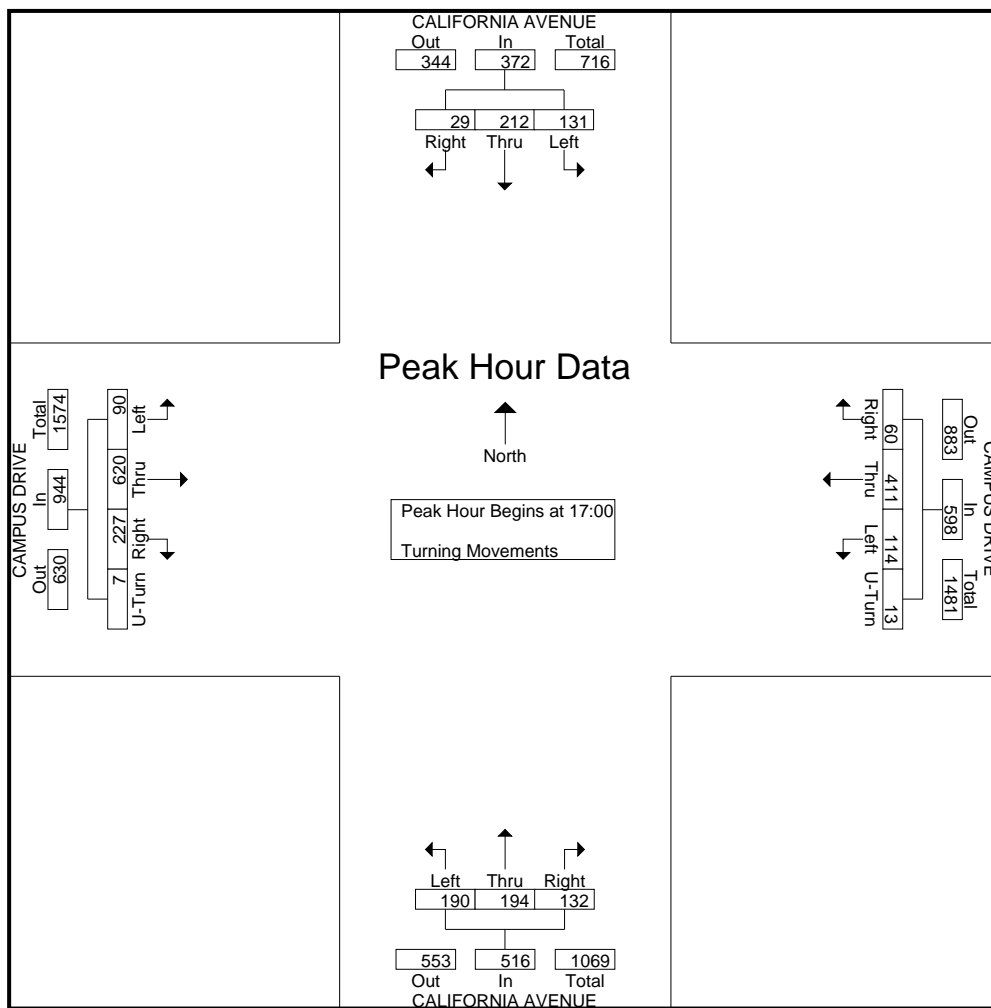 CALIFORNIA AVENUE
Out In Total
344 372 716
29 212 131
Right Thru Left
Peak Hour Data
North
Peak Hour Begins at 17:00
Turning Movements
CAMPUS DRIVE
Out In Total
630 944 1574
U-Turn Right Thru Left
7 227 620 90
CAMPUS DRIVE
Out In Total
883 598 1481
Right Thru Left U-Turn
60 411 114 13
Left Thru Right
190 194 132
553 516 1069
Out In Total
CALIFORNIA AVENUE